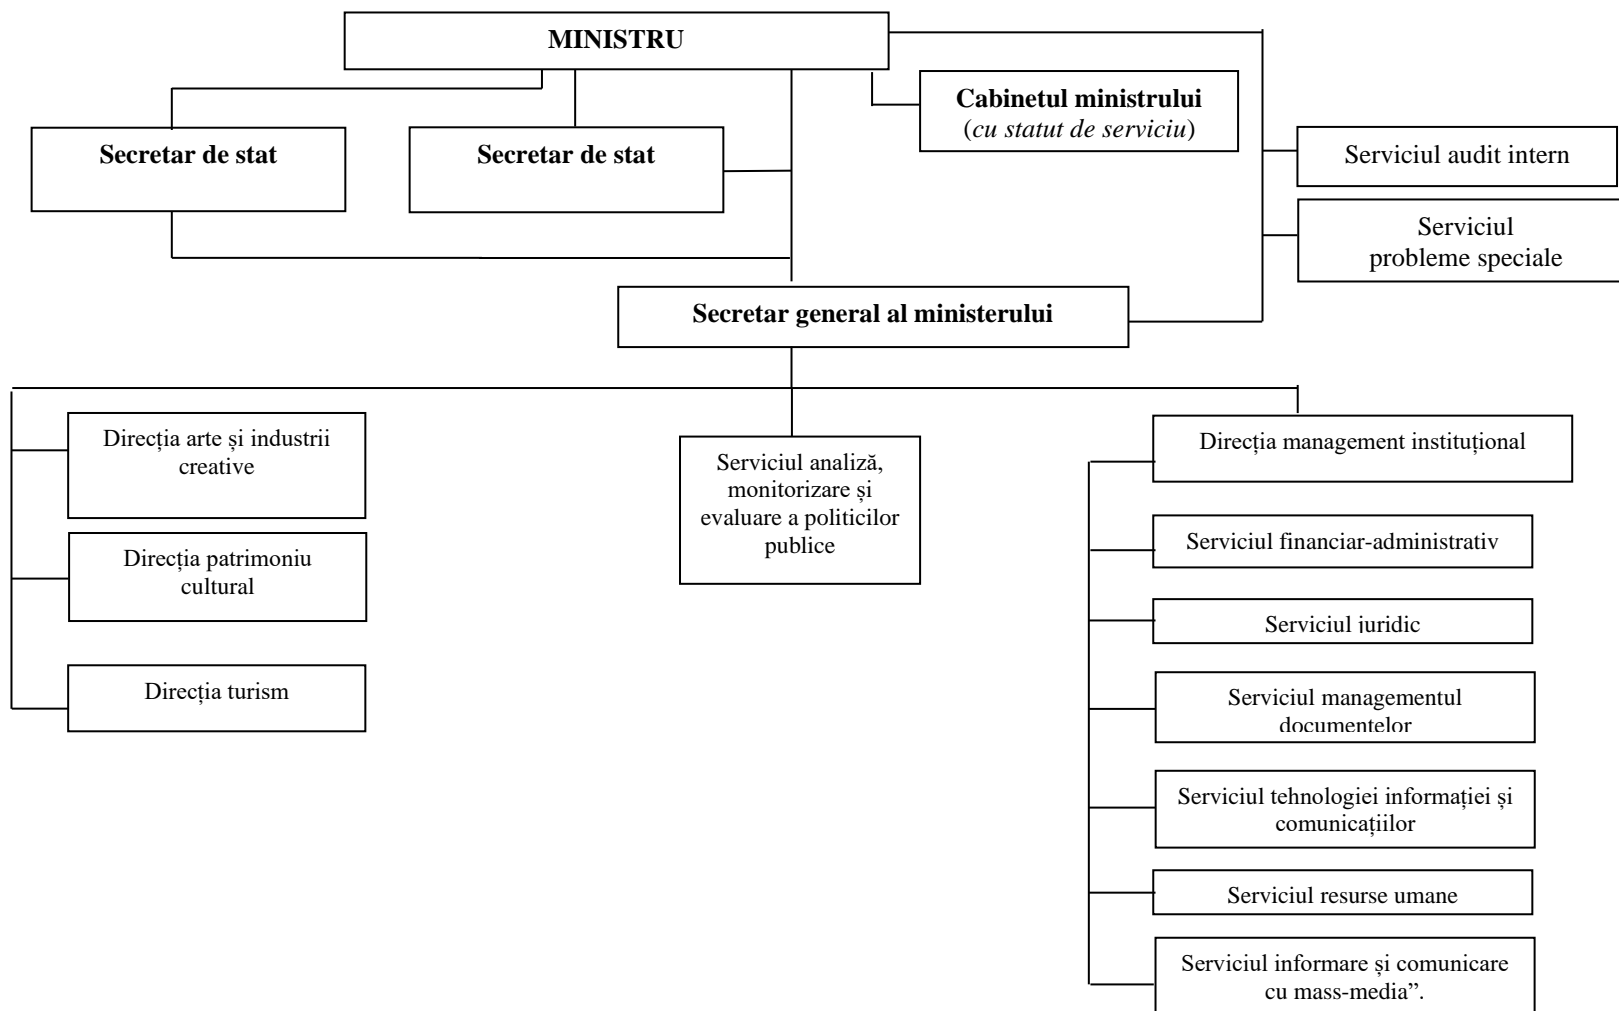 MINISTRU
Cabinetul ministrului
(cu statut de serviciu)
Secretar de stat
Secretar de stat
Serviciul audit intern
Serviciul
probleme speciale
Secretar general al ministerului
Direcția arte și industrii
creative
Direcția patrimoniu
cultural
Direcția turism
Serviciul analiză,
monitorizare și
evaluare a politicilor
publice
Direcția management instituțional
Serviciul financiar-administrativ
Serviciul juridic
Serviciul managementul
documentelor
Serviciul tehnologiei informației și
comunicațiilor
Serviciul resurse umane
Serviciul informare și comunicare
cu mass-media”.